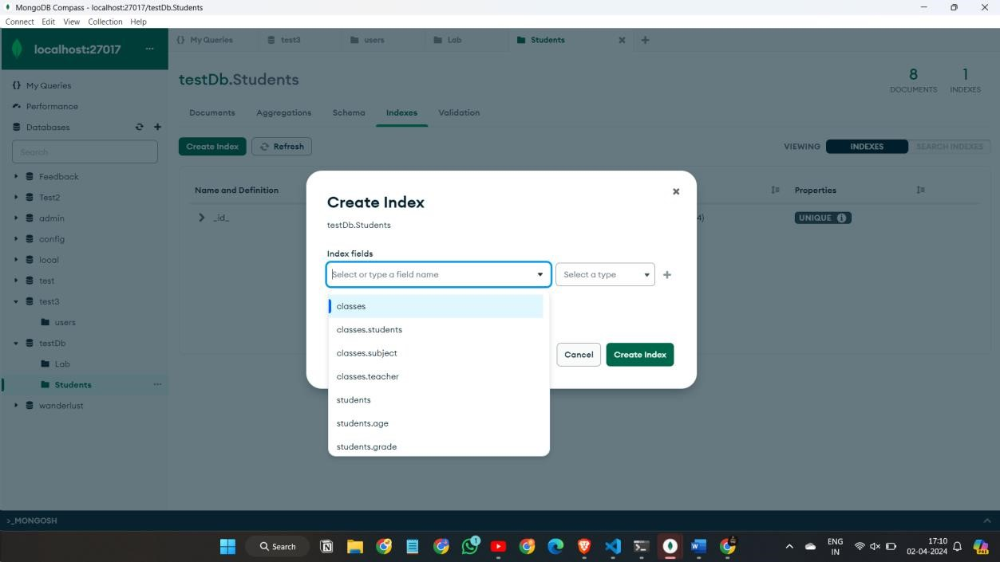 MongoDB Compass - localhost:27017/testDb.Students
Connect Edit View Collection Help
localhost:27017
My Queries
test3
users
Lab
Students
testDb.Students
8
DOCUMENTS
1
INDEXES
My Queries
Performance
Databases
Search
Feedback
Test2
admin
config
local
test
test3
users
testDb
Lab
Students
wanderlust
Documents Aggregations Schema Indexes Validation
Create Index Refresh
VIEWING INDEXES SEARCH INDEXES
Name and Definition
Properties
_id_
4)
UNIQUE
Create Index
testDb.Students
Index fields
Select or type a field name
Select a type
classes
classes.students
classes.subject
classes.teacher
students
students.age
students.grade
Cancel Create Index
>_MONGOSH
Search
1
ENG
IN
17:10
02-04-2024
PRE